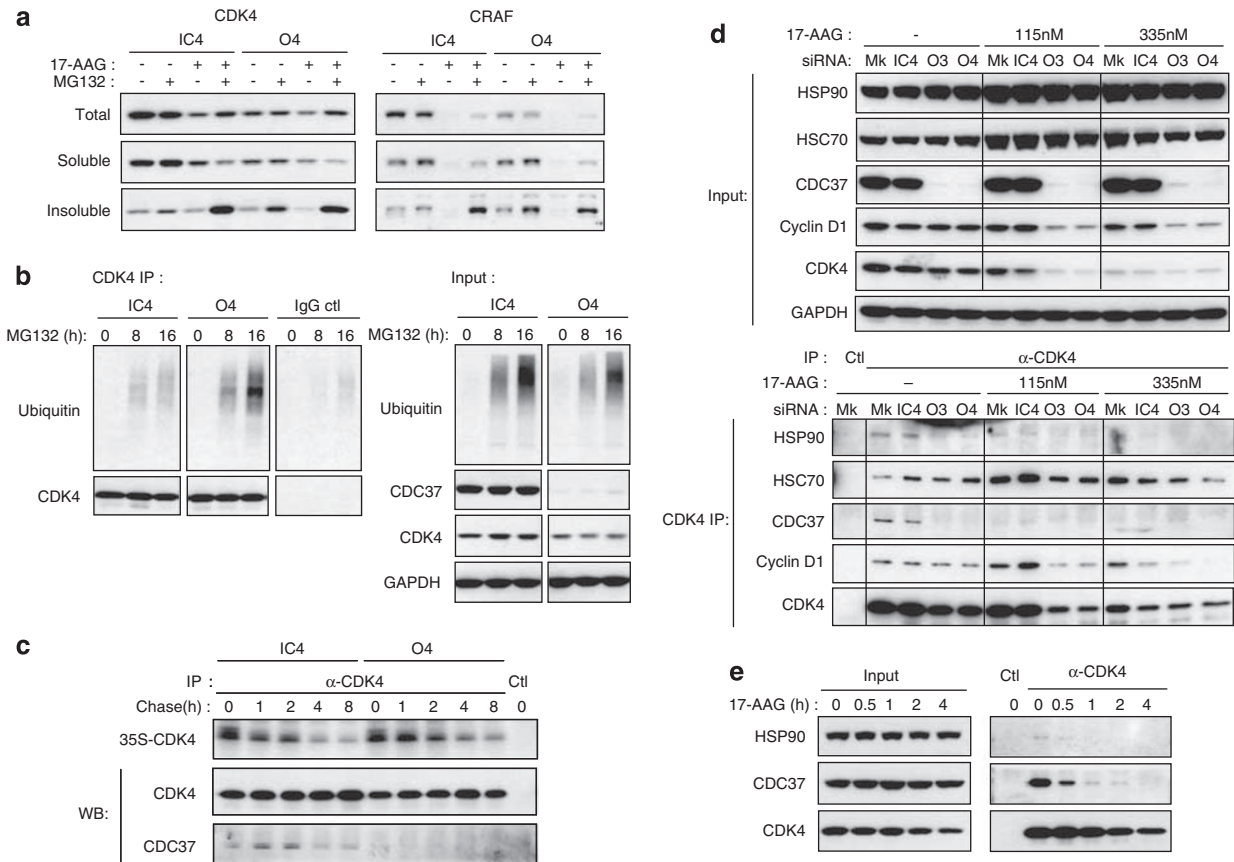 a
CDK4
CRAF
IC4 O4 IC4 O4
17-AAG : - - + + - - + + - - + + - - + +
MG132 : - + - + - + - + - + - + - + - +
Total
Soluble
Insoluble
b
CDK4 IP :
Input :
IC4 O4 IgG ctl
IC4 O4
MG132 (h): 0 8 16 0 8 16 0 8 16
MG132 (h): 0 8 16 0 8 16
Ubiquitin
CDK4
Ubiquitin
CDC37
CDK4
GAPDH
c
IC4 O4
IP : α-CDK4 Ctl
Chase(h) : 0 1 2 4 8 0 1 2 4 8 0
35S-CDK4
WB:
CDK4
CDC37
d
17-AAG : - 115nM 335nM
siRNA: Mk IC4 O3 O4 Mk IC4 O3 O4 Mk IC4 O3 O4
Input:
HSP90
HSC70
CDC37
Cyclin D1
CDK4
GAPDH
IP : Ctl α-CDK4
17-AAG : – 115nM 335nM
siRNA : Mk Mk IC4 O3 O4 Mk IC4 O3 O4 Mk IC4 O3 O4
CDK4 IP:
HSP90
HSC70
CDC37
Cyclin D1
CDK4
e
Input Ctl α-CDK4
17-AAG (h) : 0 0.5 1 2 4 0 0 0.5 1 2 4
HSP90
CDC37
CDK4